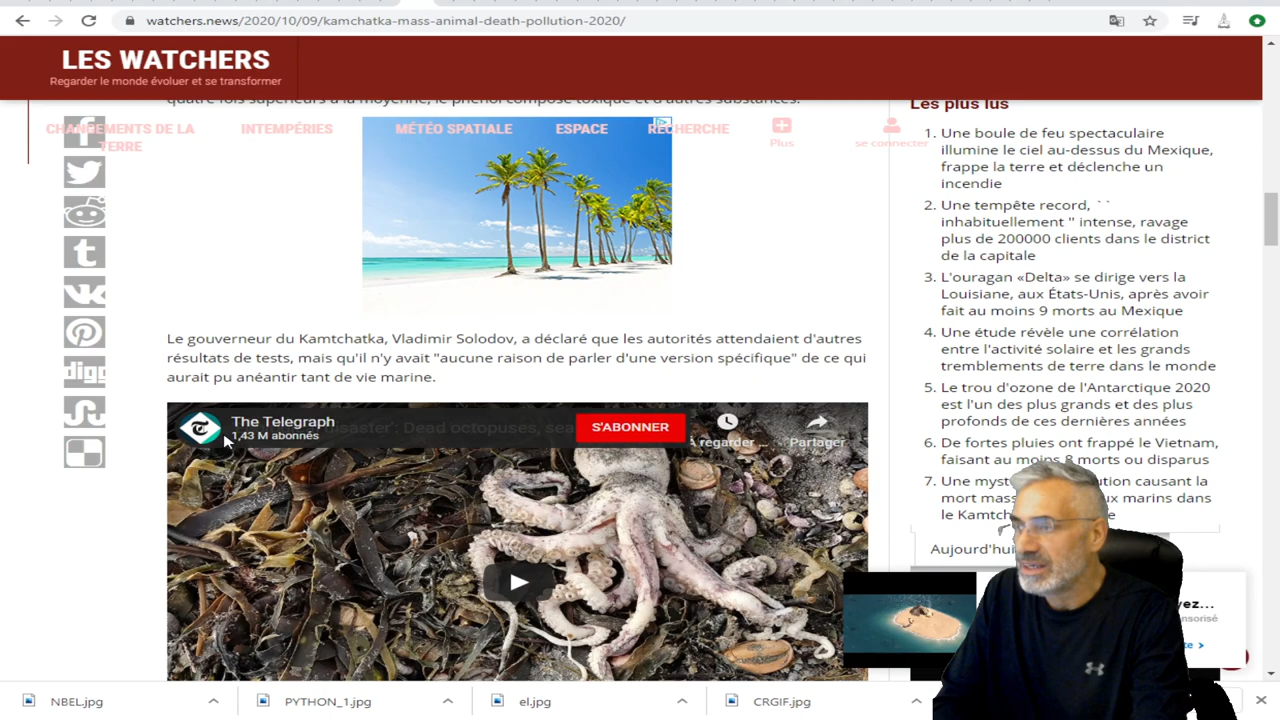 watchers.news/2020/10/09/kamchatka-mass-animal-death-pollution-2020/
LES WATCHERS
Regarder le monde évoluer et se transformer
quatre fois supérieurs à la moyenne, le phénol composé toxique et d'autres substances.
CHANGEMENTS DE LA
TERRE
INTEMPÉRIES
MÉTÉO SPATIALE
ESPACE
RECHERCHE
Plus
se connecter
digg
Le gouverneur du Kamtchatka, Vladimir Solodov, a déclaré que les autorités attendaient d'autres
résultats de tests, mais qu'il n'y avait "aucune raison de parler d'une version spécifique" de ce qui
aurait pu anéantir tant de vie marine.
The Telegraph
1,43 M abonnés
disaster': Dead octopuses, sea
S'ABONNER
À regarder ...
Partager
Les plus lus
1. Une boule de feu spectaculaire
illumine le ciel au-dessus du Mexique,
frappe la terre et déclenche un
incendie
2. Une tempête record, ``
inhabituellement '' intense, ravage
plus de 200000 clients dans le district
de la capitale
3. L'ouragan «Delta» se dirige vers la
Louisiane, aux États-Unis, après avoir
fait au moins 9 morts au Mexique
4. Une étude révèle une corrélation
entre l'activité solaire et les grands
tremblements de terre dans le monde
5. Le trou d'ozone de l'Antarctique 2020
est l'un des plus grands et des plus
profonds de ces dernières années
6. De fortes pluies ont frappé le Vietnam,
faisant au moins 8 morts ou disparus
7. Une myst ution causant la
mort mass ux marins dans
le Kamtch e
Aujourd'hui
yez...
sorisé
te >
NBEL.jpg
PYTHON_1.jpg
el.jpg
CRGIF.jpg